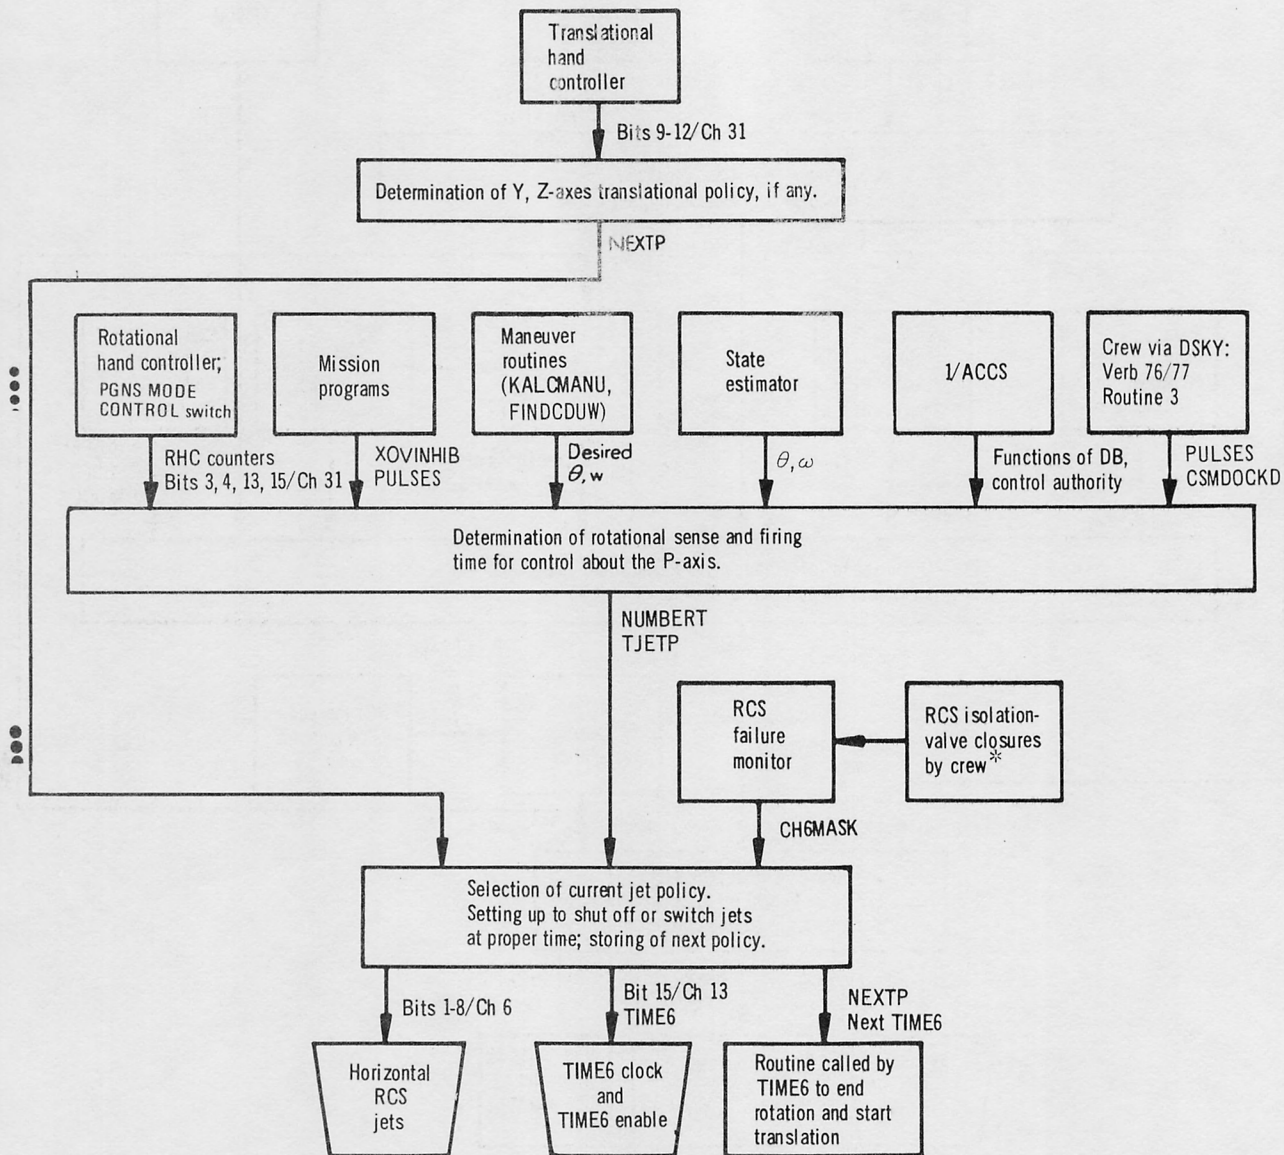 Translational
hand
controller
Bits 9-12/Ch 31
Determination of Y, Z-axes translational policy, if any.
NEXTP
Rotational
hand controller;
PGNS MODE
CONTROL switch
Mission
programs
Maneuver
routines
(KALCMANU,
FINDCDUW)
State
estimator
1/ACCS
Crew via DSKY:
Verb 76/77
Routine 3
RHC counters
Bits 3, 4, 13, 15/Ch 31
XOVINHIB
PULSES
Desired
θ, w
θ, ω
Functions of DB,
control authority
PULSES
CSMDOCKD
Determination of rotational sense and firing
time for control about the P-axis.
NUMBERT
TJETP
RCS
failure
monitor
RCS isolation-
valve closures
by crew*
CH6MASK
Selection of current jet policy.
Setting up to shut off or switch jets
at proper time; storing of next policy.
Bits 1-8/Ch 6
Bit 15/Ch 13
TIME6
NEXTP
Next TIME6
Horizontal
RCS
jets
TIME6 clock
and
TIME6 enable
Routine called by
TIME6 to end
rotation and start
translation